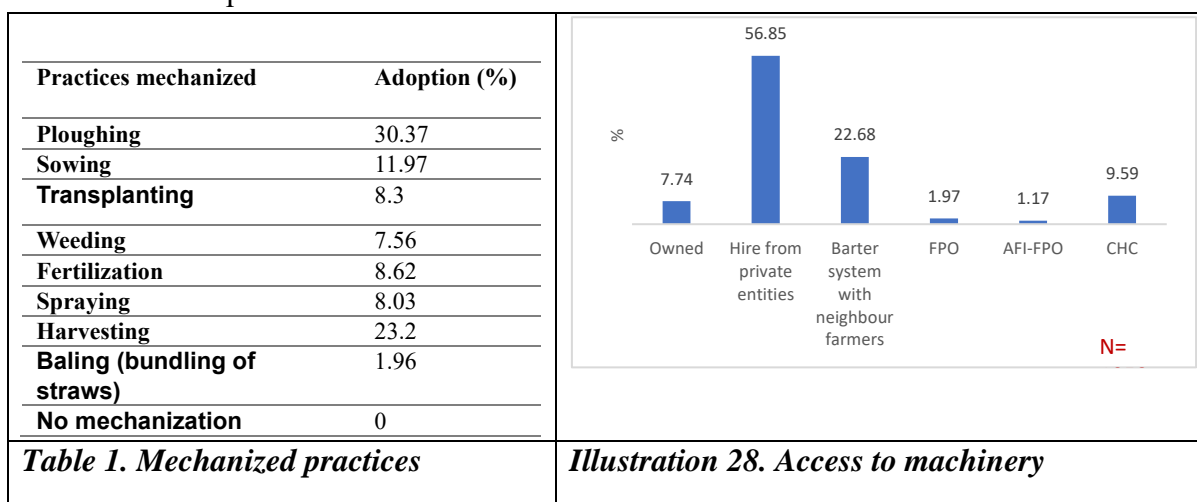 Practices mechanized Adoption (%)
Ploughing 30.37
Sowing 11.97
Transplanting 8.3
Weeding 7.56
Fertilization 8.62
Spraying 8.03
Harvesting 23.2
Baling (bundling of
straws) 1.96
No mechanization 0
Table 1. Mechanized practices
56.85
%
22.68
7.74
1.97
1.17
9.59
Owned
Hire from
private
entities
Barter
system
with
neighbour
farmers
FPO
AFI-FPO
CHC
N=
Illustration 28. Access to machinery